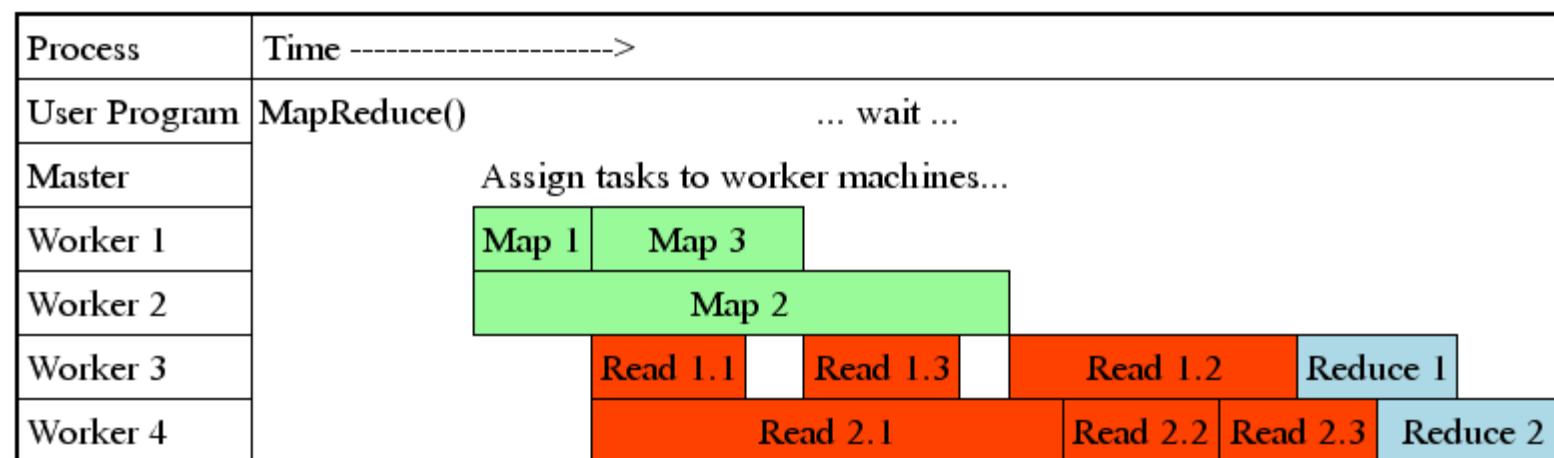 Process Time ---------------------->
User Program MapReduce() ... wait ...
Master Assign tasks to worker machines...
Worker 1 Map 1 Map 3
Worker 2 Map 2
Worker 3 Read 1.1 Read 1.3 Read 1.2 Reduce 1
Worker 4 Read 2.1 Read 2.2 Read 2.3 Reduce 2